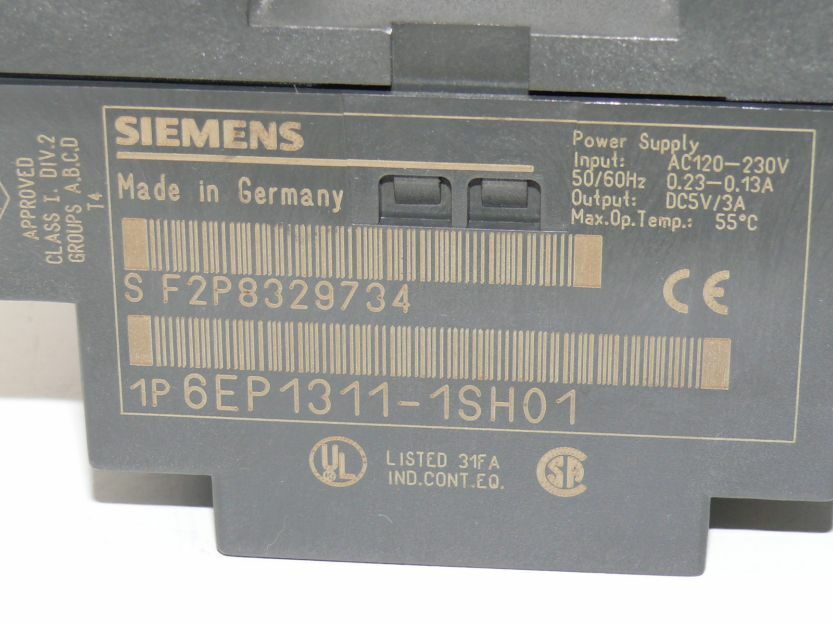 APPROVED
CLASS I. DIV.2
GROUPS A.B.C.D
T4
SIEMENS
Made in Germany
Power Supply
Input: AC120-230V
50/60Hz 0.23-0.13A
Output: DC5V/3A
Max.Op.Temp.: 55°C
S F2P8329734
CE
1P 6EP1311-1SH01
UL
LISTED 31FA
IND.CONT.EQ.
SA